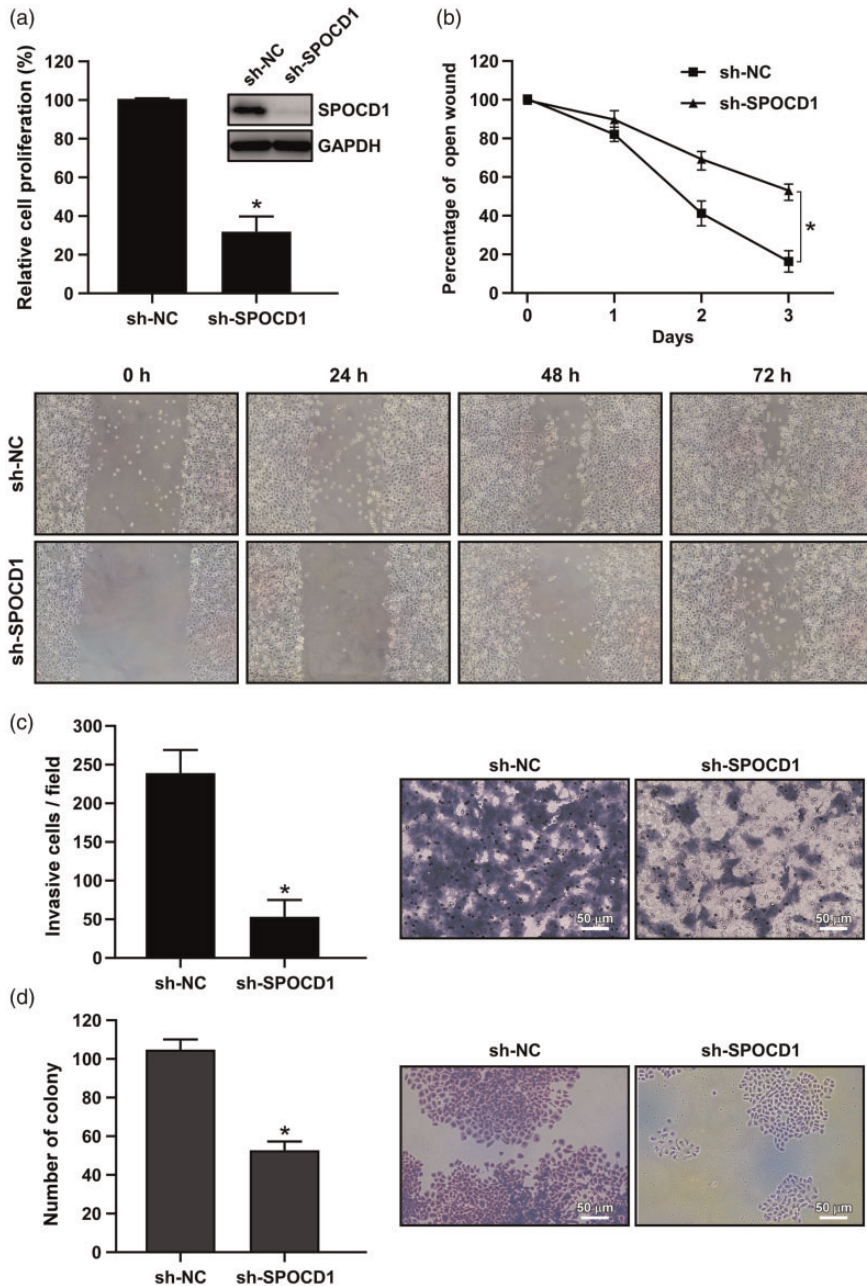 (a)
Relative cell proliferation (%)
120
100
80
60
40
20
0
sh-NC
sh-SPOCD1
sh-NC
sh-SPOCD1
SPOCD1
GAPDH
*
(b)
Percentage of open wound
120
100
80
60
40
20
0
0
1
2
3
Days
sh-NC
sh-SPOCD1
*
0 h
24 h
48 h
72 h
sh-NC
sh-SPOCD1
(c)
Invasive cells / field
300
250
200
150
100
50
0
*
sh-NC
sh-SPOCD1
sh-NC
sh-SPOCD1
50 μm
50 μm
(d)
Number of colony
120
100
80
60
40
20
0
*
sh-NC
sh-SPOCD1
sh-NC
sh-SPOCD1
50 μm
50 μm